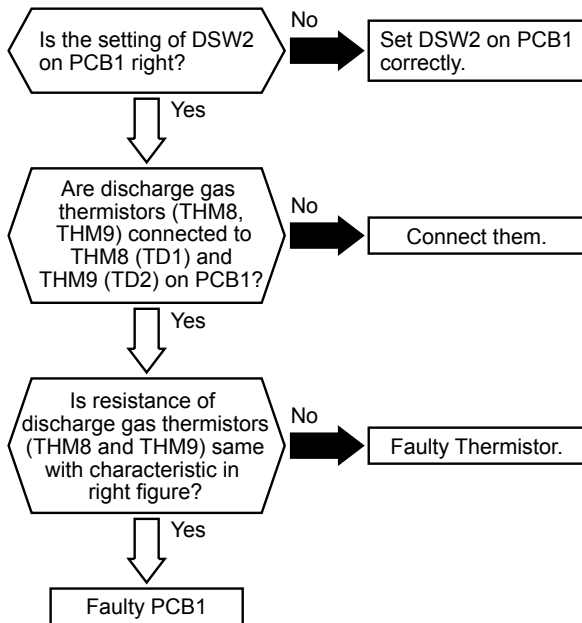 Is the setting of DSW2
on PCB1 right?
No
Set DSW2 on PCB1
correctly.
Yes
Are discharge gas
thermistors (THM8,
THM9) connected to
THM8 (TD1) and
THM9 (TD2) on PCB1?
No
Connect them.
Yes
Is resistance of
discharge gas thermistors
(THM8 and THM9) same
with characteristic in
right figure?
No
Faulty Thermistor.
Yes
Faulty PCB1